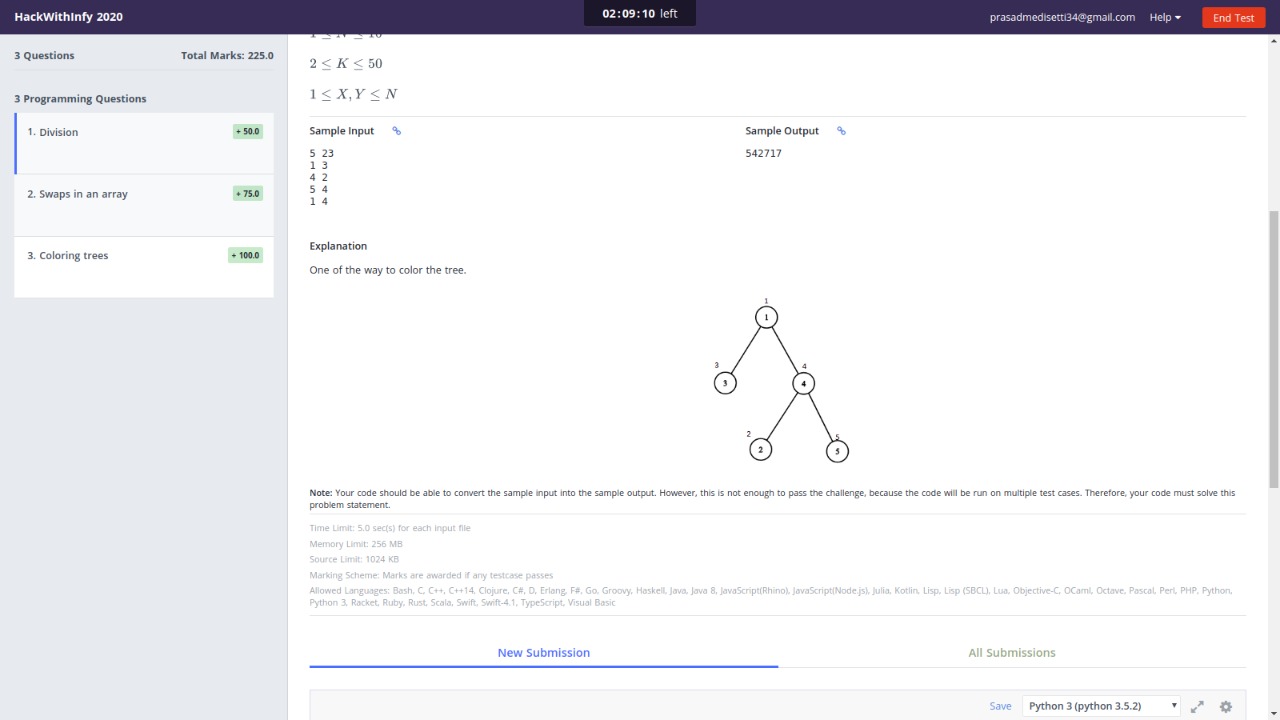 HackWithInfy 2020
02:09:10 left
prasadmedisetti34@gmail.com
Help
End Test
3 Questions
Total Marks: 225.0
3 Programming Questions
1. Division
+ 50.0
2. Swaps in an array
+ 75.0
3. Coloring trees
+ 100.0
2 ≤ K ≤ 50
1 ≤ X, Y ≤ N
Sample Input
5 23
1 3
4 2
5 4
1 4
Sample Output
542717
Explanation
One of the way to color the tree.
1
1
3
3
4
4
2
2
5
5
Note: Your code should be able to convert the sample input into the sample output. However, this is not enough to pass the challenge, because the code will be run on multiple test cases. Therefore, your code must solve this
problem statement.
Time Limit: 5.0 sec(s) for each input file
Memory Limit: 256 MB
Source Limit: 1024 KB
Marking Scheme: Marks are awarded if any testcase passes
Allowed Languages: Bash, C, C++, C++14, Clojure, C#, D, Erlang, F#, Go, Groovy, Haskell, Java, Java 8, JavaScript(Rhino), JavaScript(Node.js), Julia, Kotlin, Lisp, Lisp (SBCL), Lua, Objective-C, OCaml, Octave, Pascal, Perl, PHP, Python,
Python 3, Racket, Ruby, Rust, Scala, Swift, Swift-4.1, TypeScript, Visual Basic
New Submission
All Submissions
Save
Python 3 (python 3.5.2)